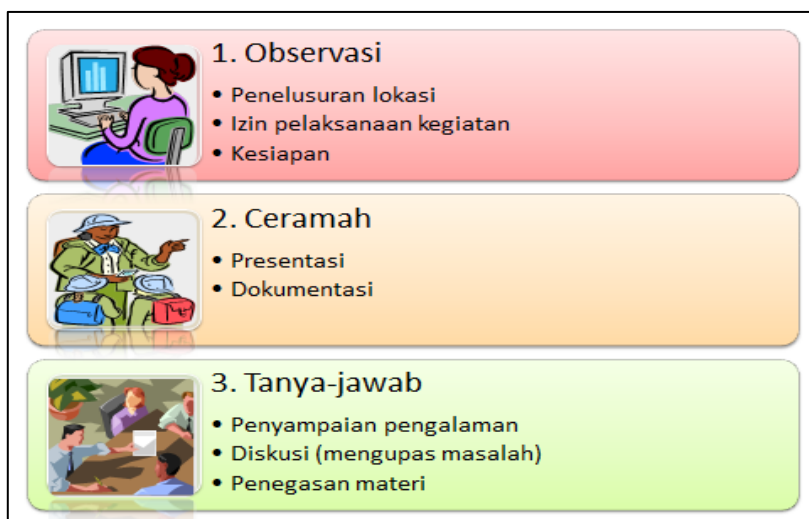 1. Observasi
• Penelusuran lokasi
• Izin pelaksanaan kegiatan
• Kesiapan
2. Ceramah
• Presentasi
• Dokumentasi
3. Tanya-jawab
• Penyampaian pengalaman
• Diskusi (mengupas masalah)
• Penegasan materi